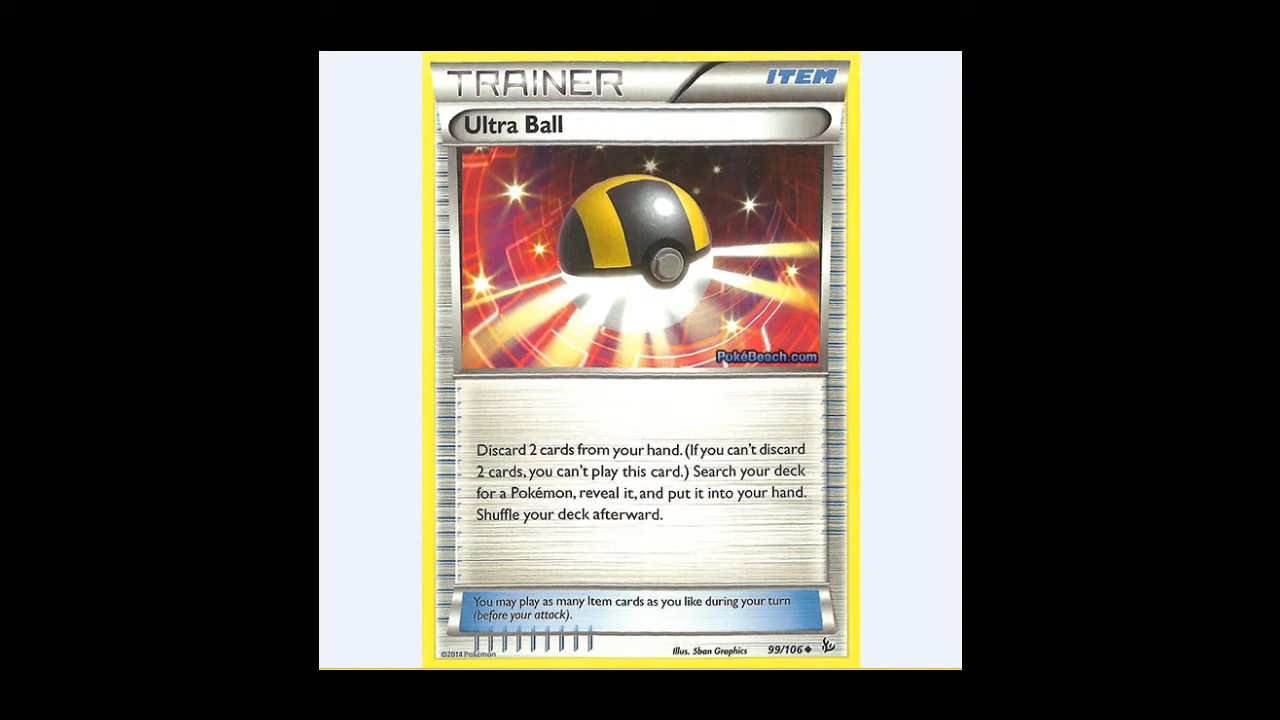 TRAINER
ITEM
Ultra Ball
PokéBeach.com
Discard 2 cards from your hand. (If you can't discard
2 cards, you can't play this card.) Search your deck
for a Pokémon, reveal it, and put it into your hand.
Shuffle your deck afterward.
You may play as many Item cards as you like during your turn
(before your attack).
©2014 Pokémon
Illus. 5ban Graphics
99/106